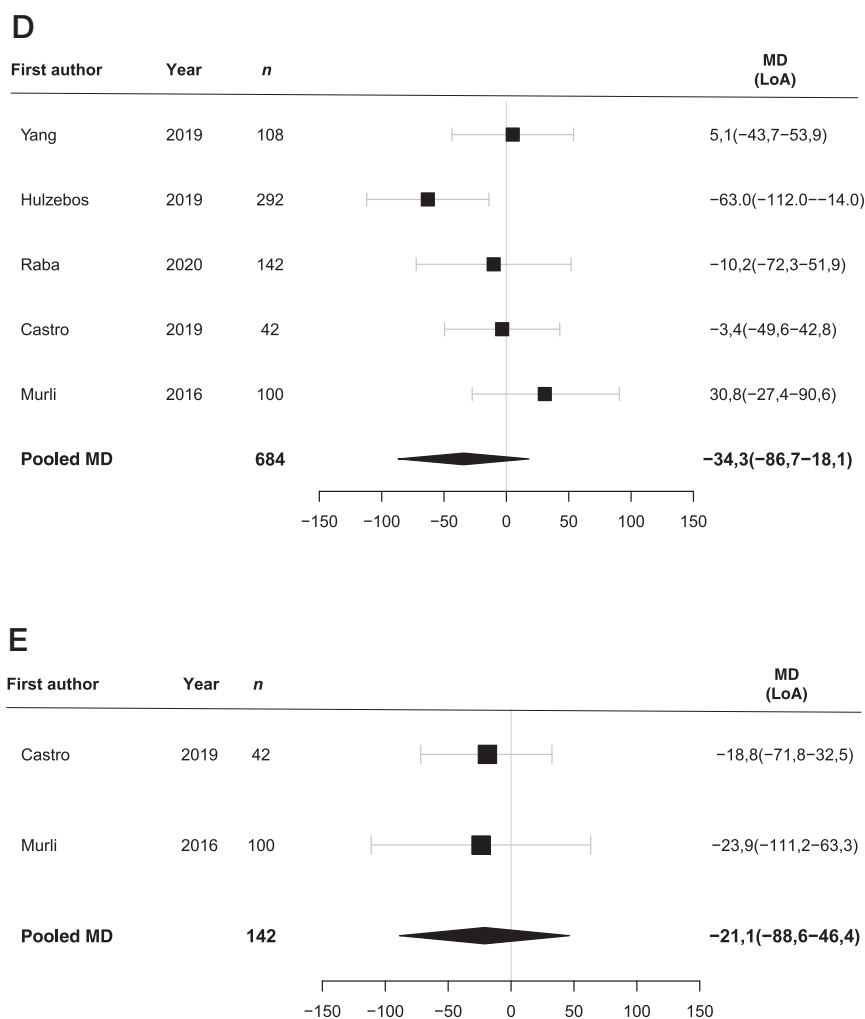 D
First author Year n MD
(LoA)
Yang 2019 108 5,1(−43,7−53,9)
Hulzebos 2019 292 −63.0(−112.0−−14.0)
Raba 2020 142 −10,2(−72,3−51,9)
Castro 2019 42 −3,4(−49,6−42,8)
Murli 2016 100 30,8(−27,4−90,6)
Pooled MD 684 −34,3(−86,7−18,1)
−150 −100 −50 0 50 100 150
E
First author Year n MD
(LoA)
Castro 2019 42 −18,8(−71,8−32,5)
Murli 2016 100 −23,9(−111,2−63,3)
Pooled MD 142 −21,1(−88,6−46,4)
−150 −100 −50 0 50 100 150